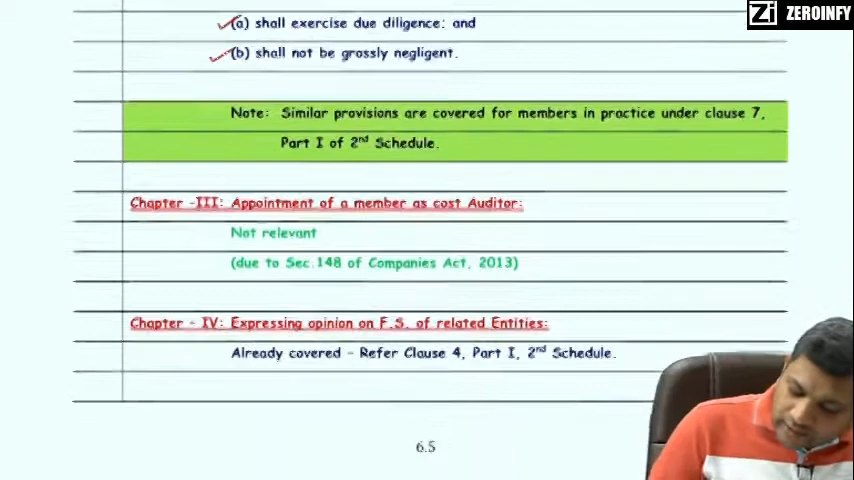 Zi ZEROINFY
(a) shall exercise due diligence: and
(b) shall not be grossly negligent.
Note: Similar provisions are covered for members in practice under clause 7,
Part I of 2nd Schedule.
Chapter -III: Appointment of a member as cost Auditor:
Not relevant
(due to Sec.148 of Companies Act, 2013)
Chapter - IV: Expressing opinion on F.S. of related Entities:
Already covered - Refer Clause 4, Part I, 2nd Schedule.
6.5